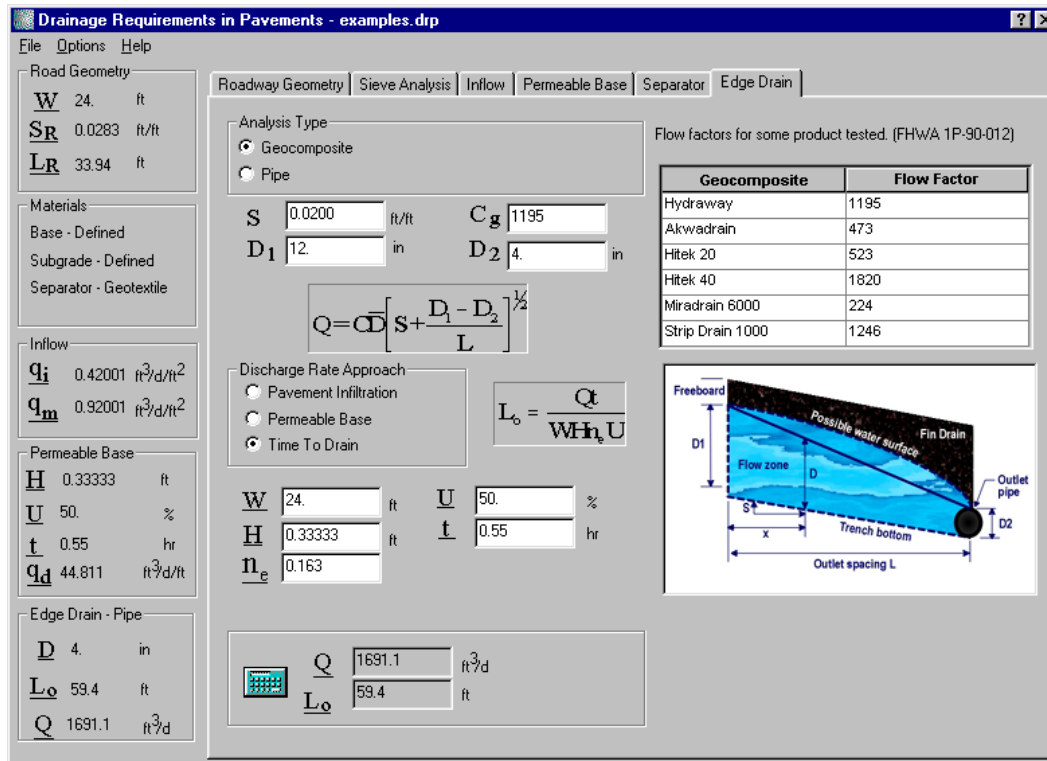 Drainage Requirements in Pavements - examples.drp
File Options Help
Road Geometry
W 24. ft
SR 0.0283 ft/ft
LR 33.94 ft
Materials
Base - Defined
Subgrade - Defined
Separator - Geotextile
Inflow
qi 0.42001 ft3/d/ft2
qm 0.92001 ft3/d/ft2
Permeable Base
H 0.33333 ft
U 50. %
t 0.55 hr
qd 44.811 ft3/d/ft
Edge Drain - Pipe
D 4. in
Lo 59.4 ft
Q 1691.1 ft3/d
Roadway Geometry Sieve Analysis Inflow Permeable Base Separator Edge Drain
Analysis Type
Geocomposite
Pipe
S 0.0200 ft/ft Cg 1195
D1 12. in D2 4. in
Q=CD[S+(D1-D2)/L]^1/2
Discharge Rate Approach
Pavement Infiltration
Permeable Base
Time To Drain
Lo = Qt/WHneU
W 24. ft U 50. %
H 0.33333 ft t 0.55 hr
ne 0.163
Q 1691.1 ft3/d
Lo 59.4 ft
Flow factors for some product tested. (FHWA 1P-90-012)
Geocomposite Flow Factor
Hydraway 1195
Akwadrain 473
Hitek 20 523
Hitek 40 1820
Miradrain 6000 224
Strip Drain 1000 1246
Freeboard
Possible water surface
Fin Drain
D1
Flow zone
D
Outlet
pipe
S
x
Trench bottom
D2
Outlet spacing L